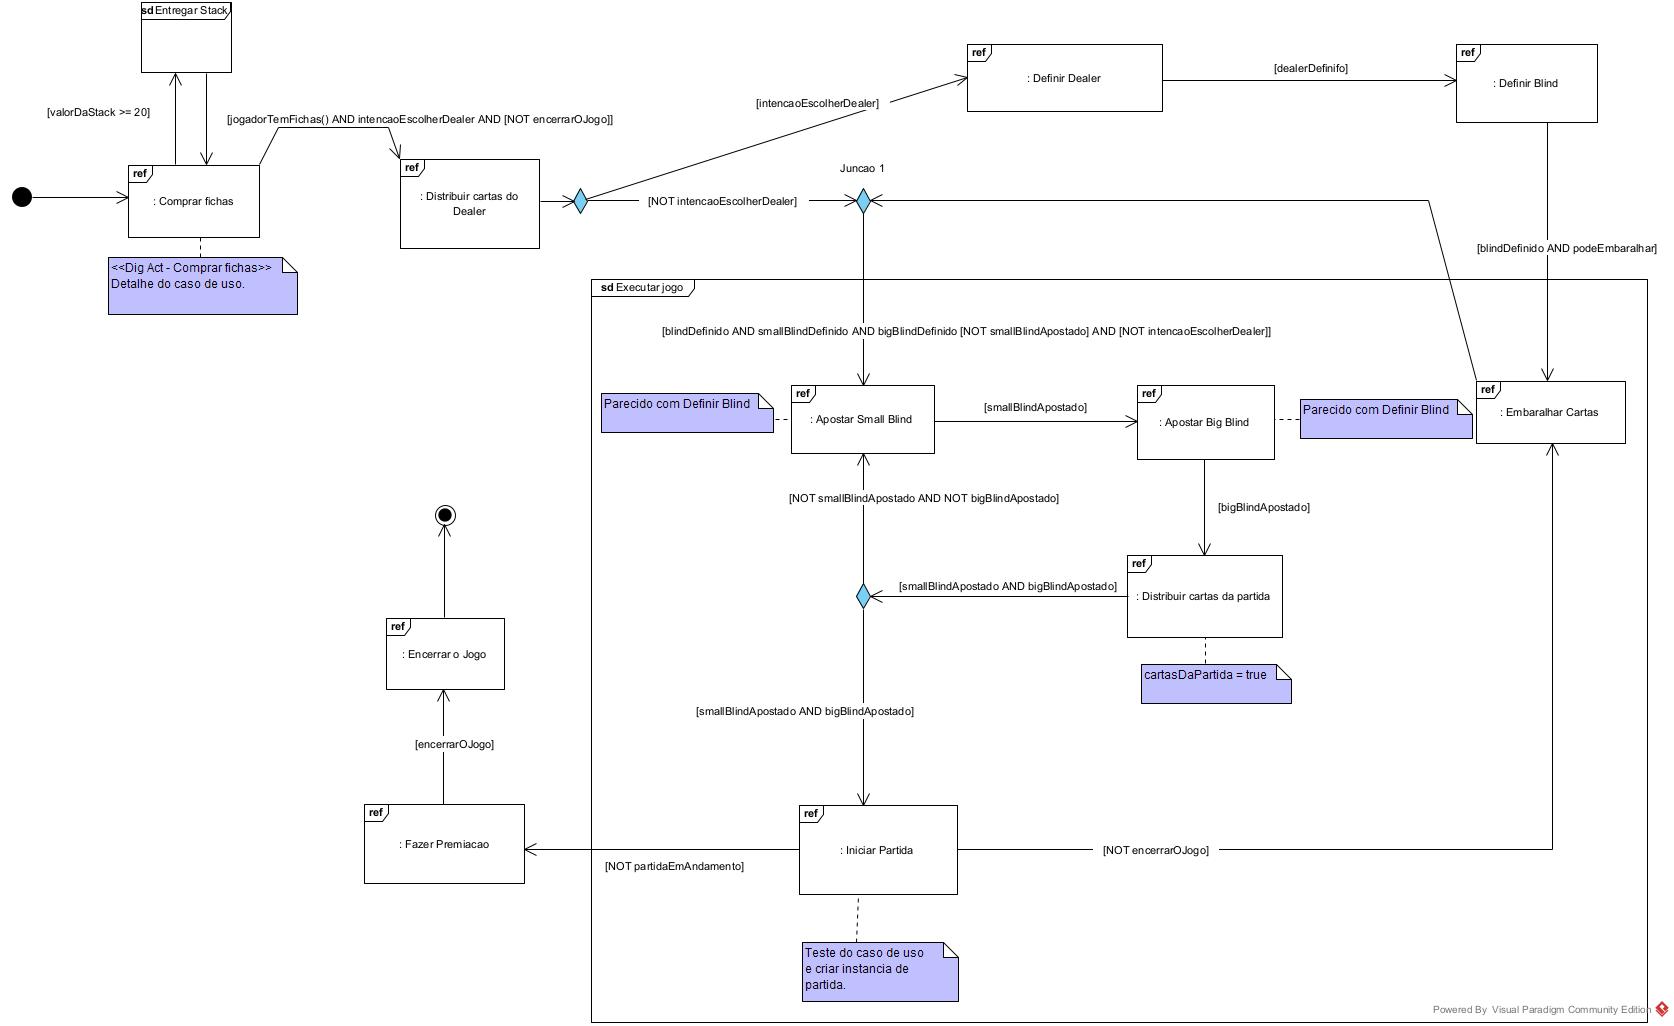 sd Entregar Stack
[valorDaStack >= 20]
ref
: Comprar fichas
<<Dig Act - Comprar fichas>>
Detalhe do caso de uso.
[jogadorTemFichas() AND intencaoEscolherDealer AND [NOT encerrarOJogo]]
ref
: Distribuir cartas do
Dealer
[intencaoEscolherDealer]
[NOT intencaoEscolherDealer]
Juncao 1
ref
: Definir Dealer
[dealerDefinifo]
ref
: Definir Blind
[blindDefinido AND podeEmbaralhar]
sd Executar jogo
[blindDefinido AND smallBlindDefinido AND bigBlindDefinido [NOT smallBlindApostado] AND [NOT intencaoEscolherDealer]]
Parecido com Definir Blind
ref
: Apostar Small Blind
[smallBlindApostado]
ref
: Apostar Big Blind
Parecido com Definir Blind
ref
: Embaralhar Cartas
[NOT smallBlindApostado AND NOT bigBlindApostado]
[bigBlindApostado]
[smallBlindApostado AND bigBlindApostado]
ref
: Distribuir cartas da partida
cartasDaPartida = true
[smallBlindApostado AND bigBlindApostado]
ref
: Encerrar o Jogo
[encerrarOJogo]
ref
: Fazer Premiacao
[NOT partidaEmAndamento]
ref
: Iniciar Partida
[NOT encerrarOJogo]
Teste do caso de uso
e criar instancia de
partida.
Powered By Visual Paradigm Community Edition